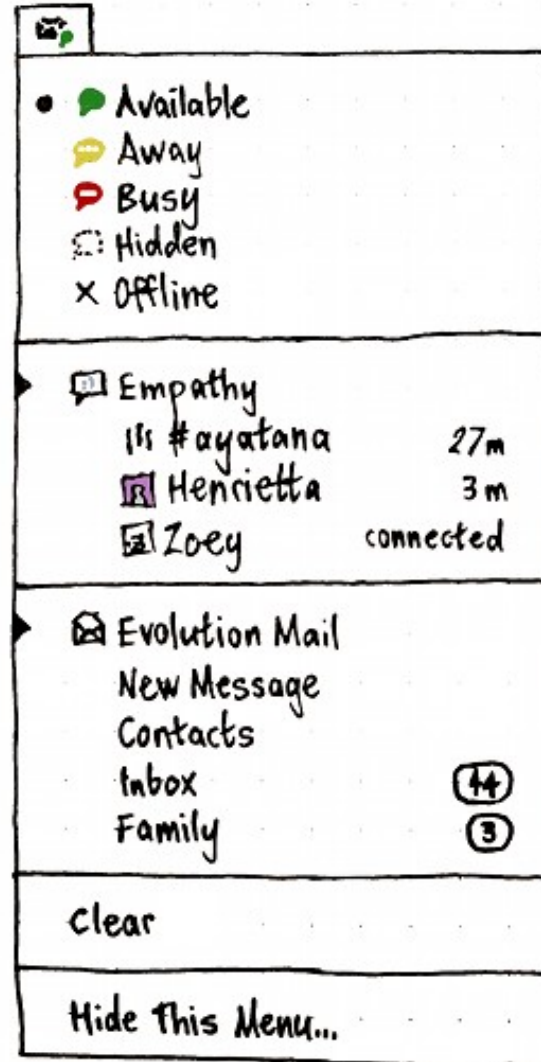 Available
Away
Busy
Hidden
× Offline
Empathy
#ayatana 27m
Henrietta 3m
Z Zoey connected
Evolution Mail
New Message
Contacts
Inbox 44
Family 3
Clear
Hide This Menu...